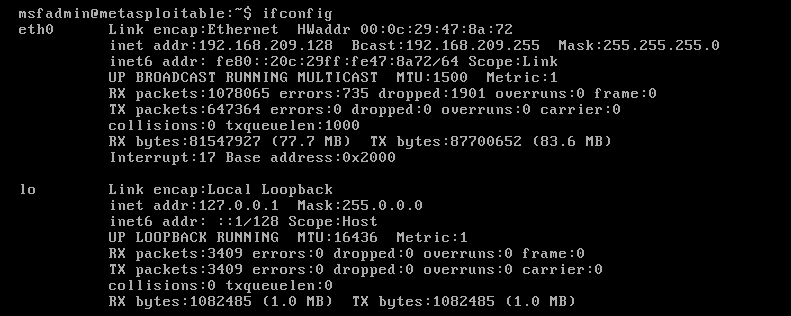 msfadmin@metasploitable:~$ ifconfig
eth0      Link encap:Ethernet  HWaddr 00:0c:29:47:8a:72
          inet addr:192.168.209.128  Bcast:192.168.209.255  Mask:255.255.255.0
          inet6 addr: fe80::20c:29ff:fe47:8a72/64 Scope:Link
          UP BROADCAST RUNNING MULTICAST  MTU:1500  Metric:1
          RX packets:1078065 errors:735 dropped:1901 overruns:0 frame:0
          TX packets:647364 errors:0 dropped:0 overruns:0 carrier:0
          collisions:0 txqueuelen:1000
          RX bytes:81547927 (77.7 MB)  TX bytes:87700652 (83.6 MB)
          Interrupt:17 Base address:0x2000
lo        Link encap:Local Loopback
          inet addr:127.0.0.1  Mask:255.0.0.0
          inet6 addr: ::1/128 Scope:Host
          UP LOOPBACK RUNNING  MTU:16436  Metric:1
          RX packets:3409 errors:0 dropped:0 overruns:0 frame:0
          TX packets:3409 errors:0 dropped:0 overruns:0 carrier:0
          collisions:0 txqueuelen:0
          RX bytes:1082485 (1.0 MB)  TX bytes:1082485 (1.0 MB)